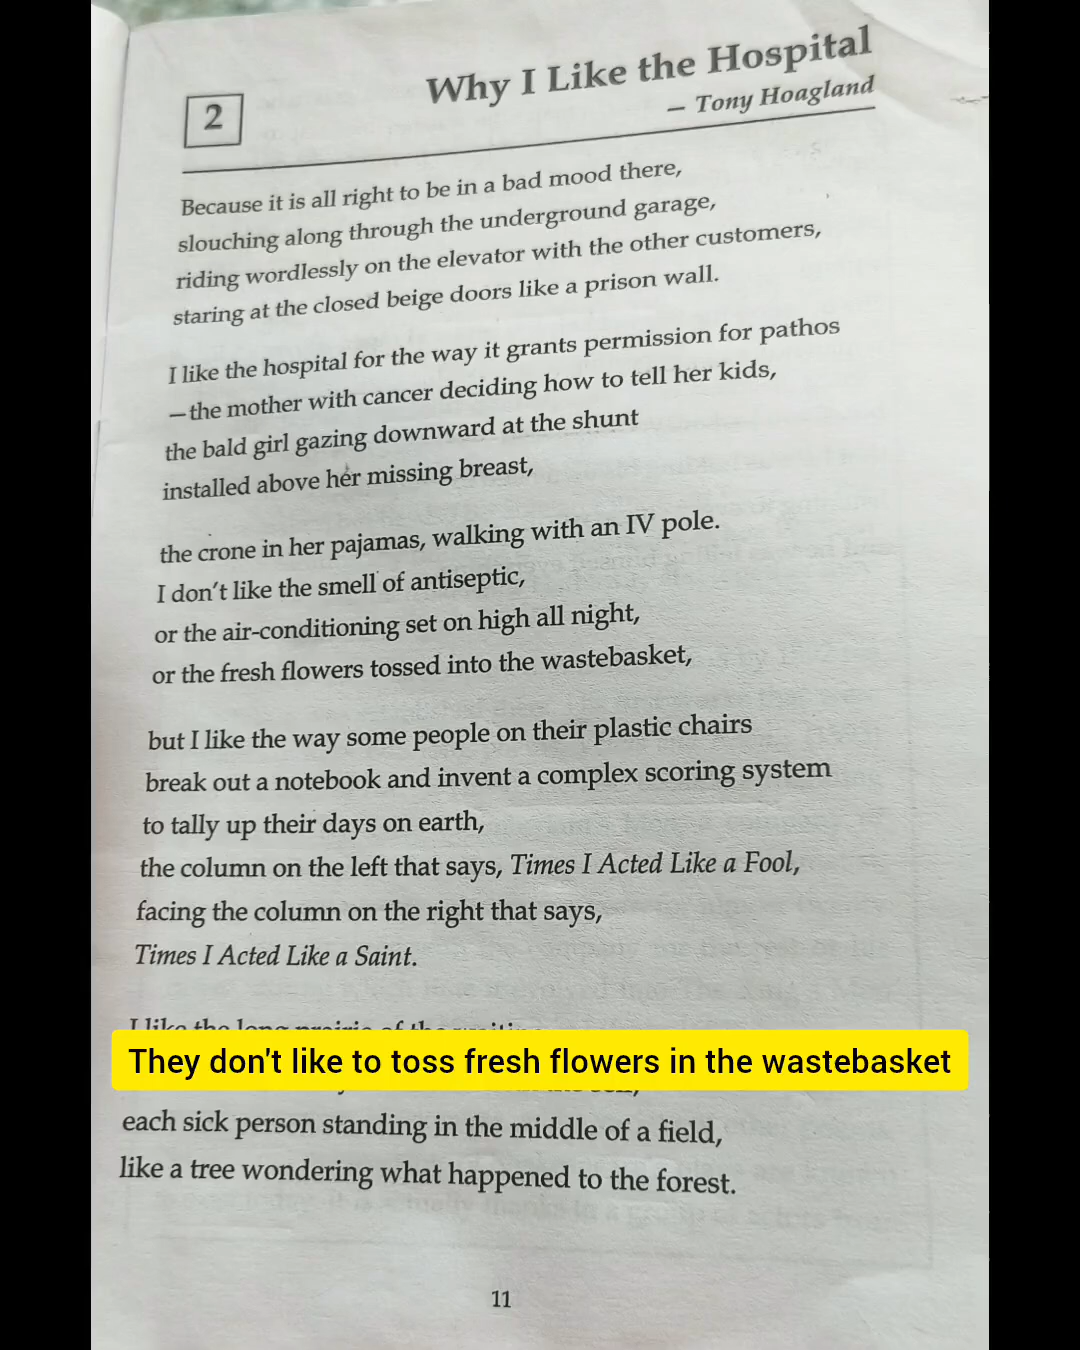 Why I Like the Hospital
2
— Tony Hoagland
Because it is all right to be in a bad mood there,
slouching along through the underground garage,
riding wordlessly on the elevator with the other customers,
staring at the closed beige doors like a prison wall.
I like the hospital for the way it grants permission for pathos
—the mother with cancer deciding how to tell her kids,
the bald girl gazing downward at the shunt
installed above her missing breast,
the crone in her pajamas, walking with an IV pole.
I don't like the smell of antiseptic,
or the air-conditioning set on high all night,
or the fresh flowers tossed into the wastebasket,
but I like the way some people on their plastic chairs
break out a notebook and invent a complex scoring system
to tally up their days on earth,
the column on the left that says, Times I Acted Like a Fool,
facing the column on the right that says,
Times I Acted Like a Saint.
I like the long prairie of the
They don't like to toss fresh flowers in the wastebasket
each sick person standing in the middle of a field,
like a tree wondering what happened to the forest.
11